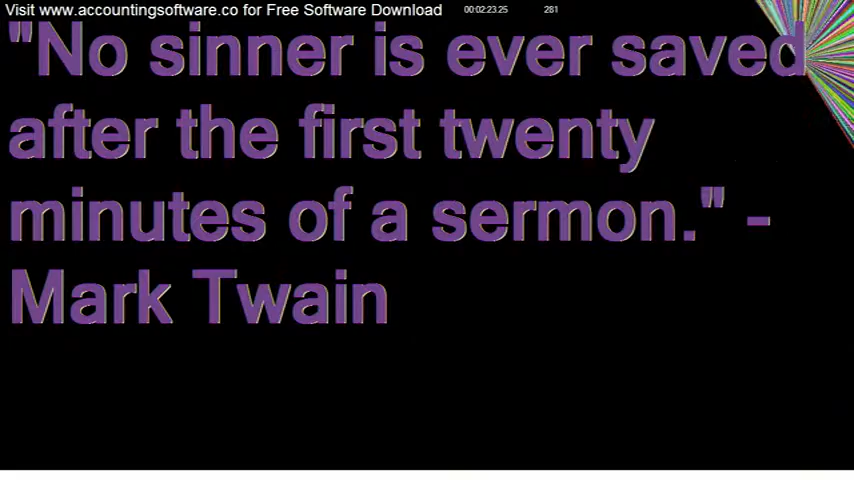 Visit www.accountingsoftware.co for Free Software Download 00:02:23.25 281
"No sinner is ever saved
after the first twenty
minutes of a sermon." -
Mark Twain